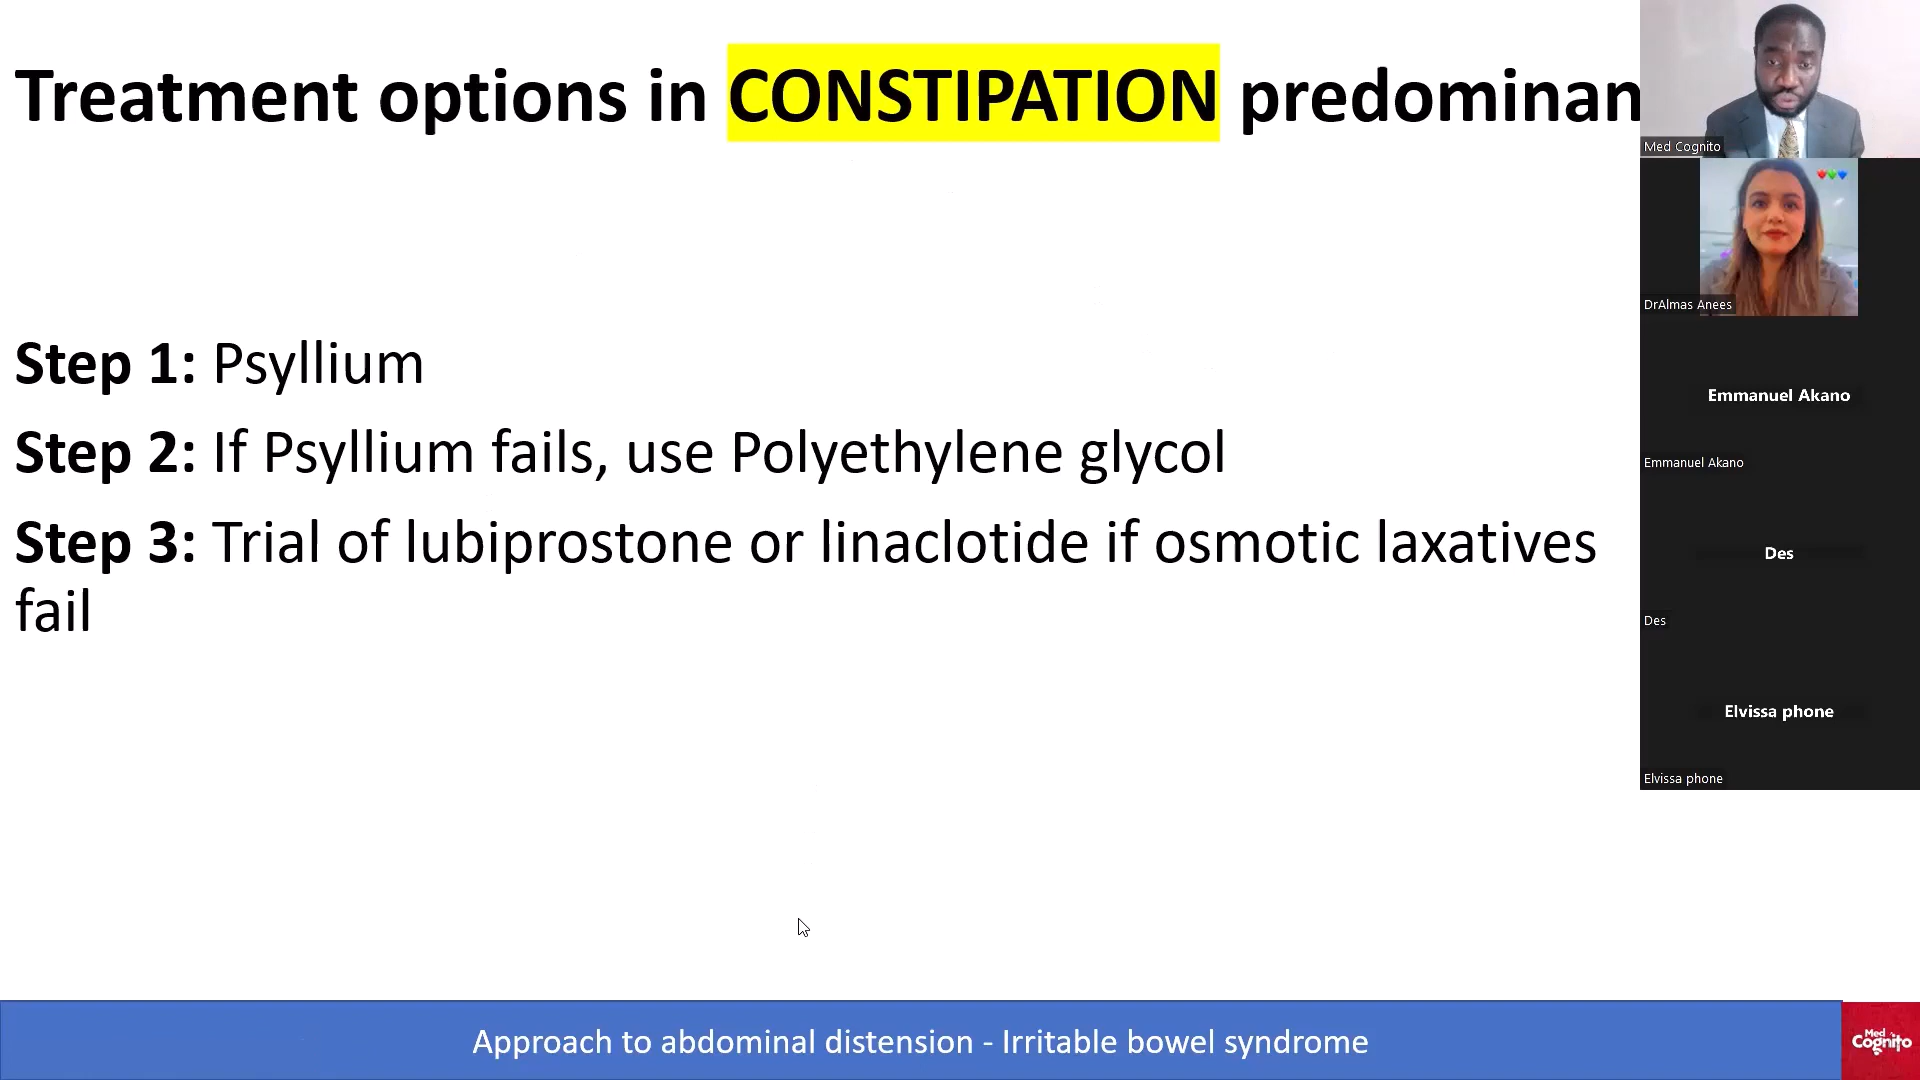 Treatment options in CONSTIPATION predominan
Step 1: Psyllium
Step 2: If Psyllium fails, use Polyethylene glycol
Step 3: Trial of lubiprostone or linaclotide if osmotic laxatives
fail
Med Cognito
DrAlmas Anees
Emmanuel Akano
Emmanuel Akano
Des
Des
Elvissa phone
Elvissa phone
Approach to abdominal distension - Irritable bowel syndrome
Med
Cognito